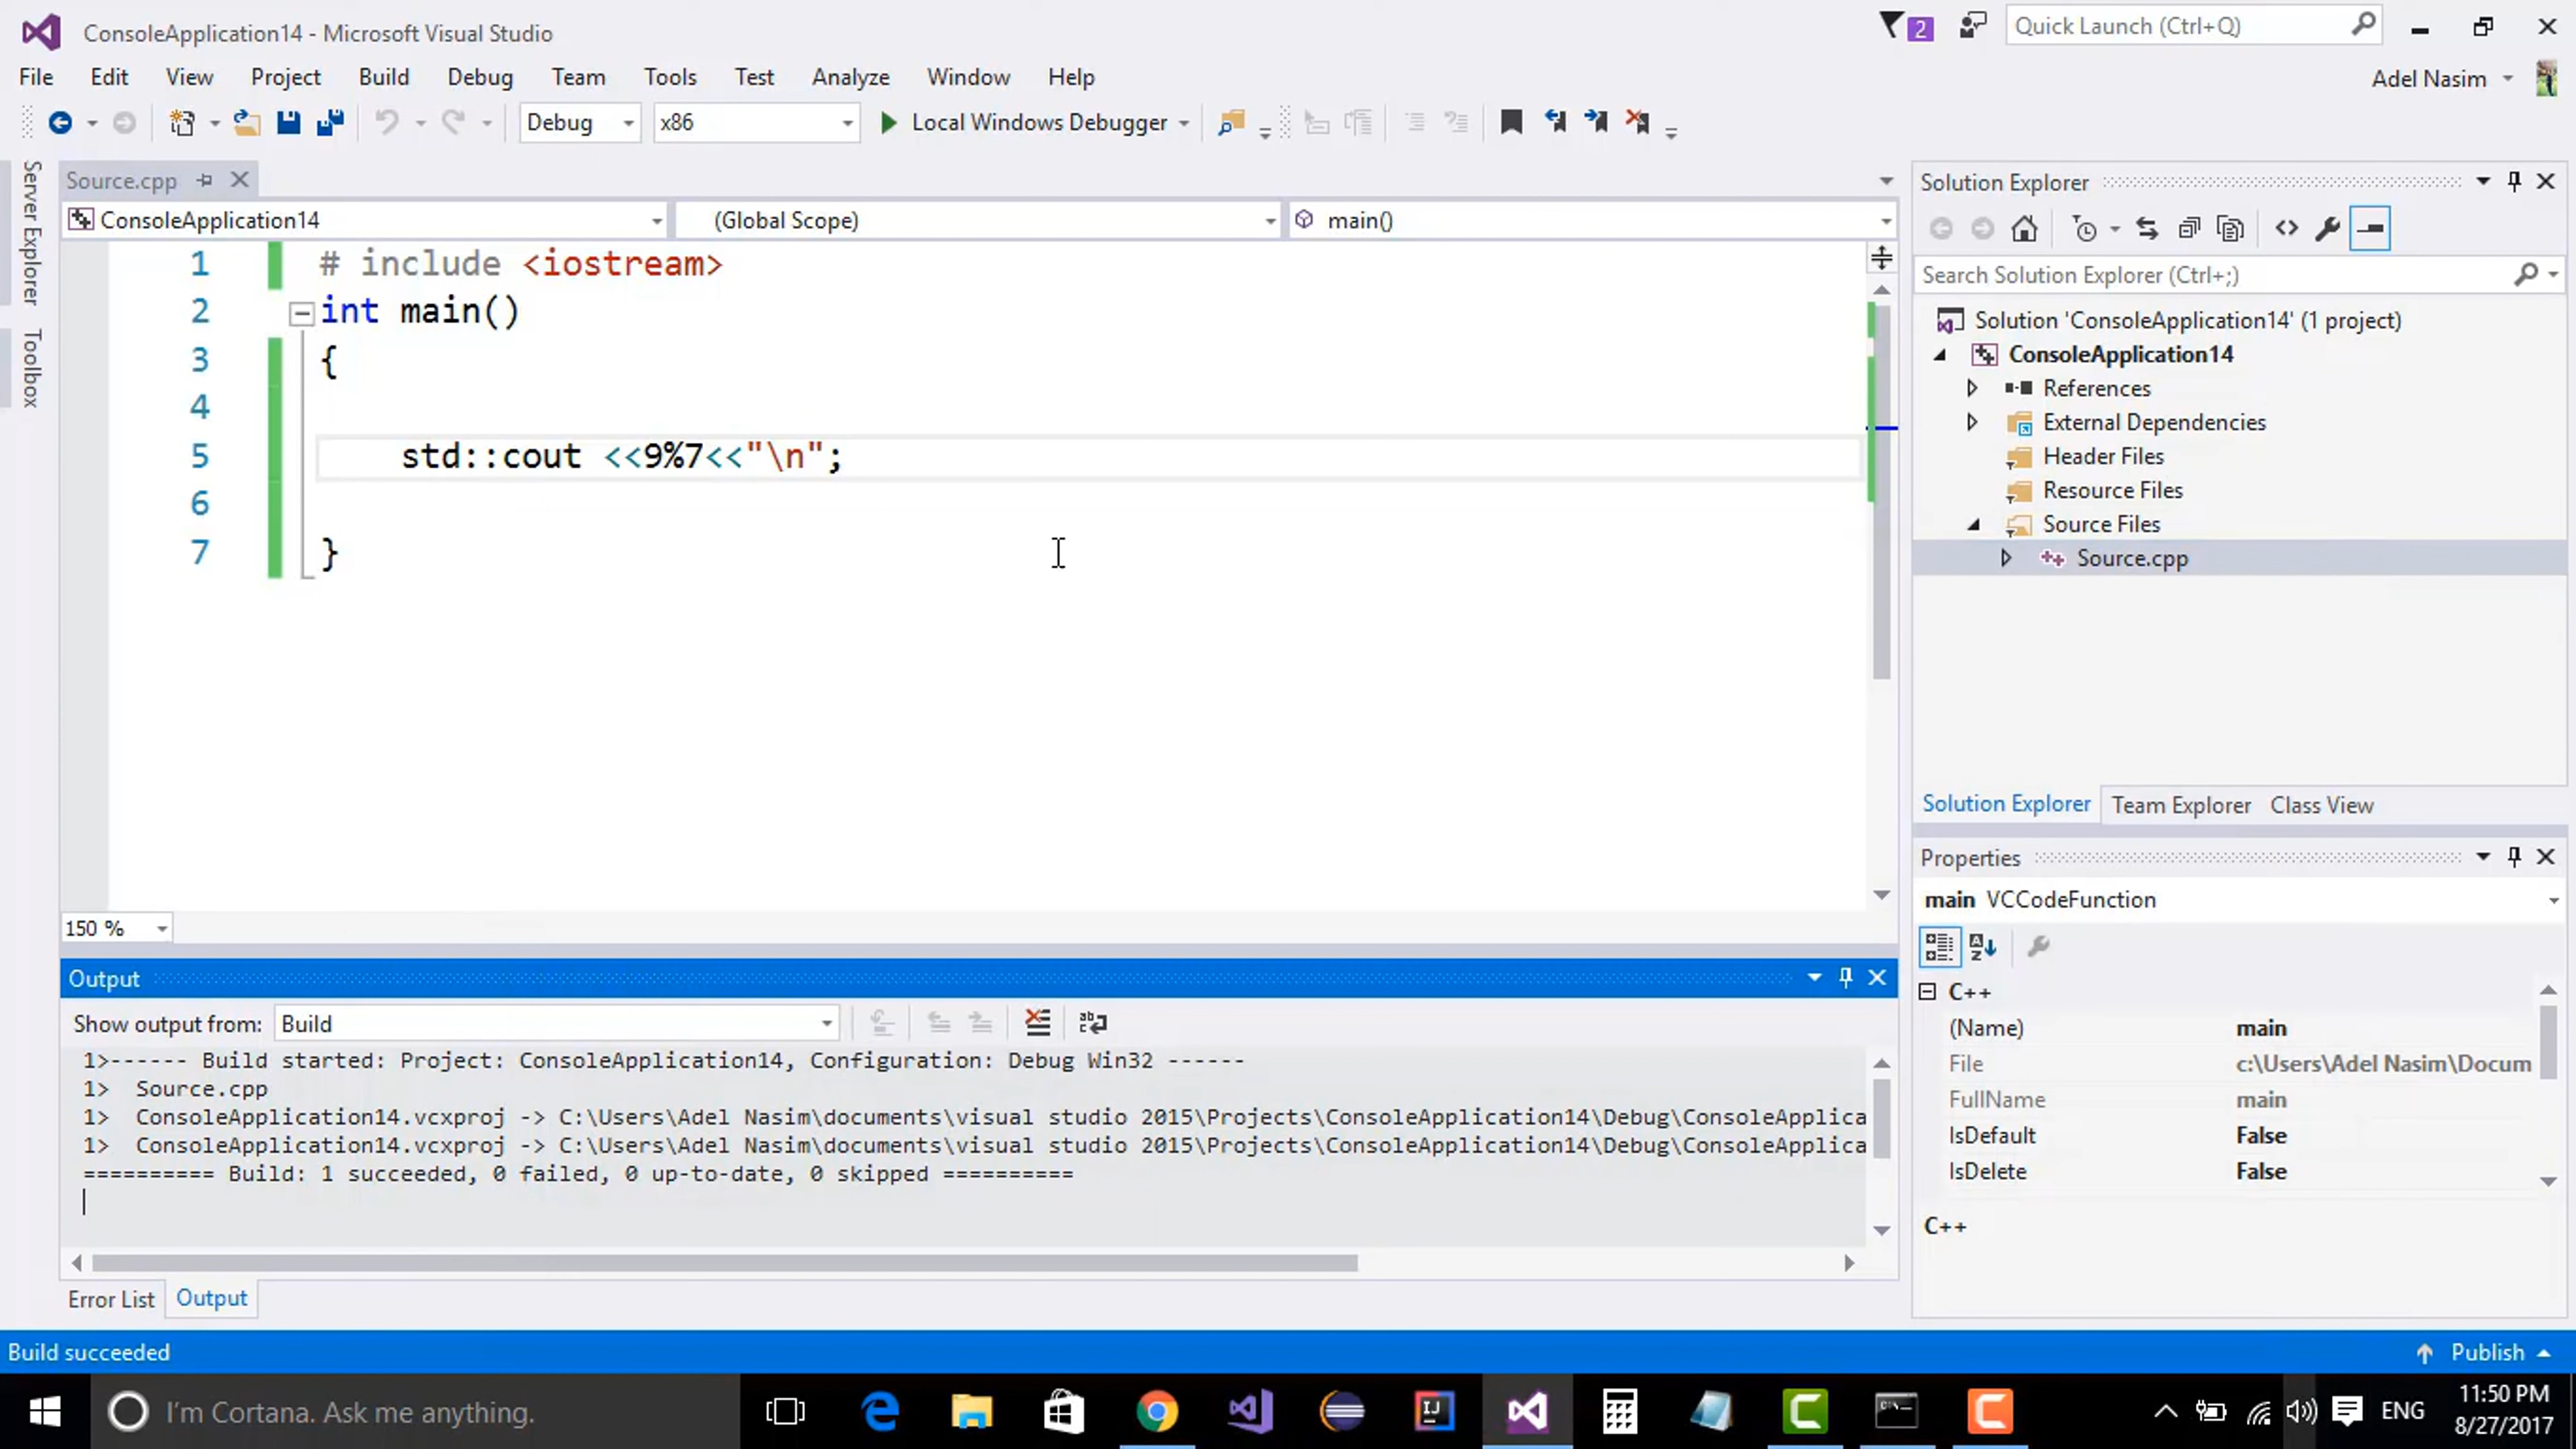 ConsoleApplication14 - Microsoft Visual Studio
2
Quick Launch (Ctrl+Q)
File Edit View Project Build Debug Team Tools Test Analyze Window Help
Adel Nasim
Debug x86 Local Windows Debugger
Server Explorer
Toolbox
Source.cpp
ConsoleApplication14 (Global Scope) main()
1 # include <iostream>
2 int main()
3 {
4
5 std::cout <<9%7<<"\n";
6
7 }
150 %
Output
Show output from: Build
1>------ Build started: Project: ConsoleApplication14, Configuration: Debug Win32 ------
1> Source.cpp
1> ConsoleApplication14.vcxproj -> C:\Users\Adel Nasim\documents\visual studio 2015\Projects\ConsoleApplication14\Debug\ConsoleApplica
1> ConsoleApplication14.vcxproj -> C:\Users\Adel Nasim\documents\visual studio 2015\Projects\ConsoleApplication14\Debug\ConsoleApplica
========== Build: 1 succeeded, 0 failed, 0 up-to-date, 0 skipped ==========
Error List Output
Solution Explorer
Search Solution Explorer (Ctrl+;)
Solution 'ConsoleApplication14' (1 project)
ConsoleApplication14
References
External Dependencies
Header Files
Resource Files
Source Files
Source.cpp
Solution Explorer Team Explorer Class View
Properties
main VCCodeFunction
C++
(Name) main
File c:\Users\Adel Nasim\Docum
FullName main
IsDefault False
IsDelete False
C++
Build succeeded
Publish
I'm Cortana. Ask me anything.
ENG
11:50 PM
8/27/2017